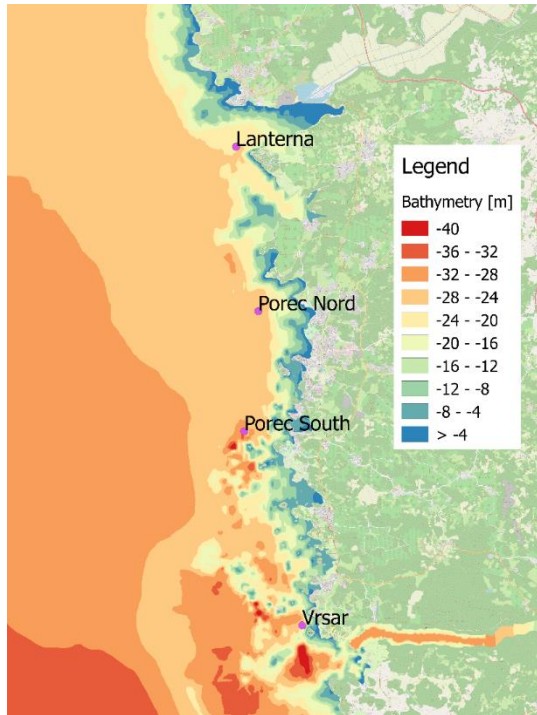 Lanterna
Legend
Bathymetry [m]
-40
-36 - -32
-32 - -28
-28 - -24
-24 - -20
-20 - -16
-16 - -12
-12 - -8
-8 - -4
> -4
Porec Nord
Porec South
Vrsar